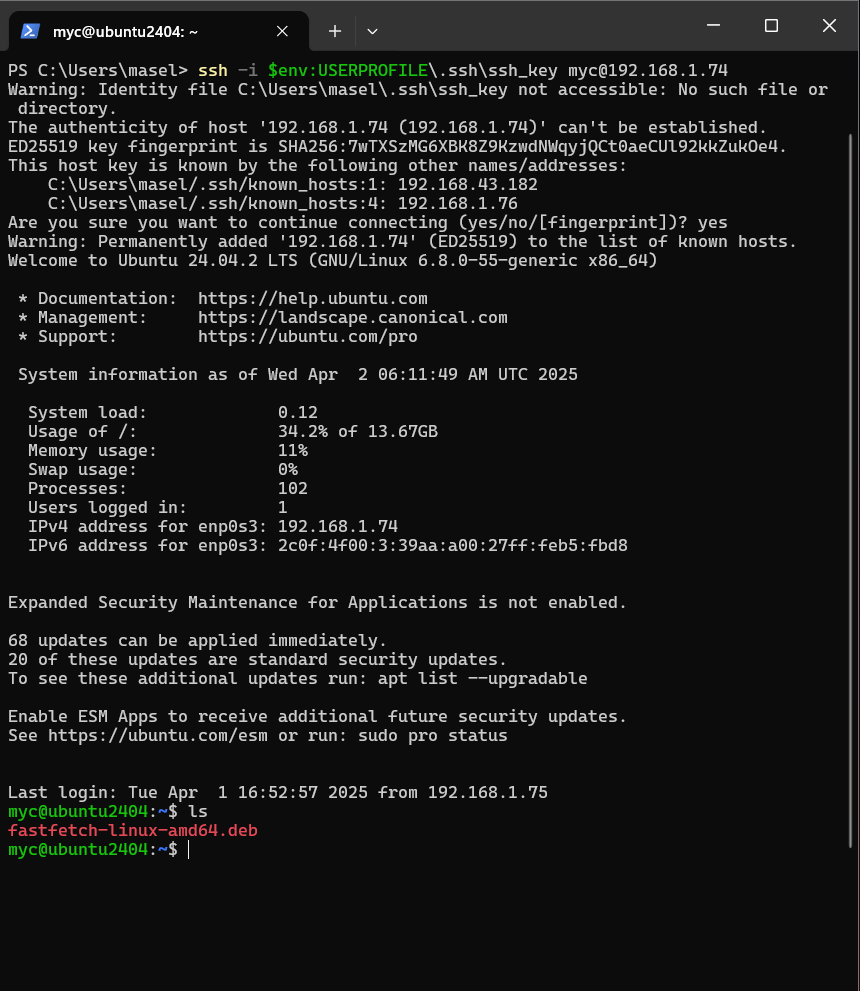 myc@ubuntu2404: ~
PS C:\Users\masel> ssh -i $env:USERPROFILE\.ssh\ssh_key myc@192.168.1.74
Warning: Identity file C:\Users\masel\.ssh\ssh_key not accessible: No such file or
 directory.
The authenticity of host '192.168.1.74 (192.168.1.74)' can't be established.
ED25519 key fingerprint is SHA256:7wTXSzMG6XBK8Z9KzwdNWqyjQCt0aeCUl92kkZukOe4.
This host key is known by the following other names/addresses:
    C:\Users\masel/.ssh/known_hosts:1: 192.168.43.182
    C:\Users\masel/.ssh/known_hosts:4: 192.168.1.76
Are you sure you want to continue connecting (yes/no/[fingerprint])? yes
Warning: Permanently added '192.168.1.74' (ED25519) to the list of known hosts.
Welcome to Ubuntu 24.04.2 LTS (GNU/Linux 6.8.0-55-generic x86_64)

 * Documentation:  https://help.ubuntu.com
 * Management:     https://landscape.canonical.com
 * Support:        https://ubuntu.com/pro

 System information as of Wed Apr  2 06:11:49 AM UTC 2025

  System load:             0.12
  Usage of /:              34.2% of 13.67GB
  Memory usage:            11%
  Swap usage:              0%
  Processes:               102
  Users logged in:         1
  IPv4 address for enp0s3: 192.168.1.74
  IPv6 address for enp0s3: 2c0f:4f00:3:39aa:a00:27ff:feb5:fbd8

Expanded Security Maintenance for Applications is not enabled.

68 updates can be applied immediately.
20 of these updates are standard security updates.
To see these additional updates run: apt list --upgradable

Enable ESM Apps to receive additional future security updates.
See https://ubuntu.com/esm or run: sudo pro status

Last login: Tue Apr  1 16:52:57 2025 from 192.168.1.75
myc@ubuntu2404:~$ ls
fastfetch-linux-amd64.deb
myc@ubuntu2404:~$